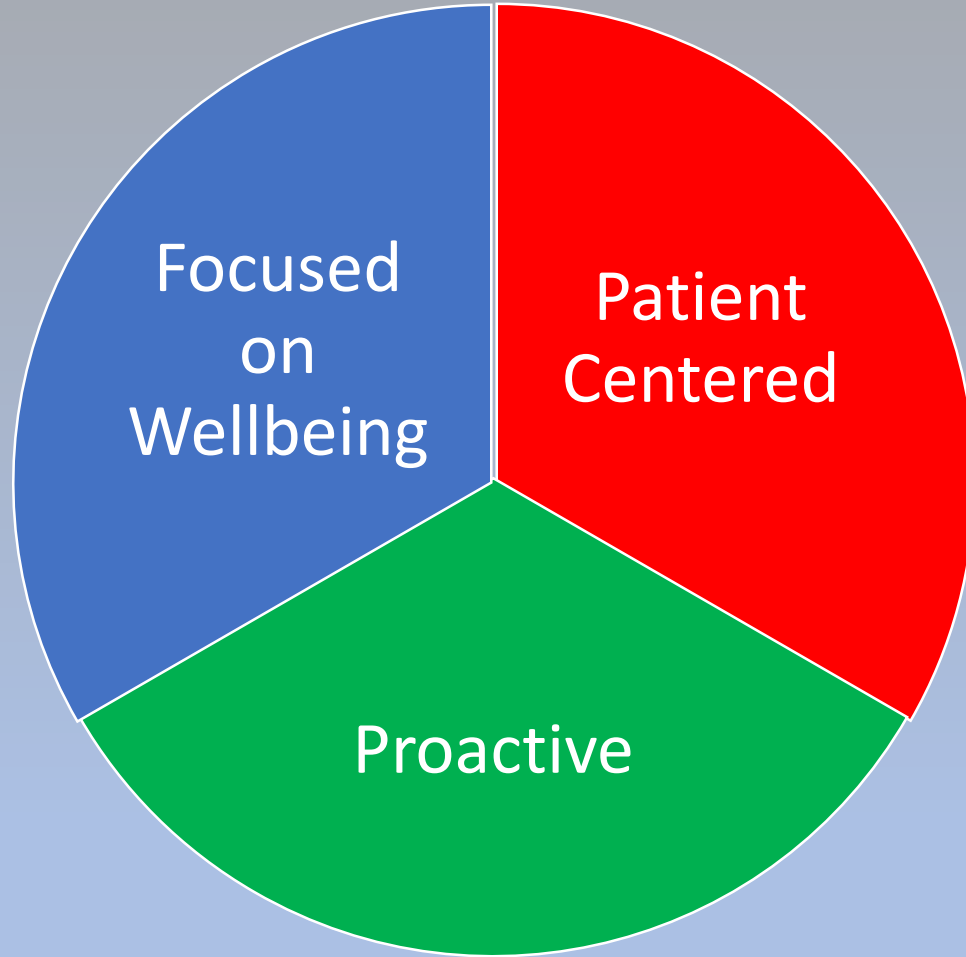 Focused
on
Wellbeing
Patient
Centered
Proactive